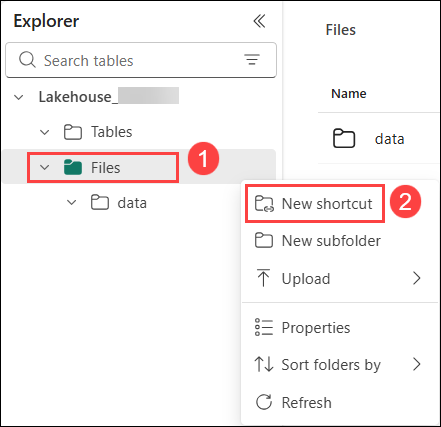 Explorer
Search tables
Lakehouse_
Tables
Files
1
data
Files
Name
data
New shortcut
2
New subfolder
Upload
Properties
Sort folders by
Refresh